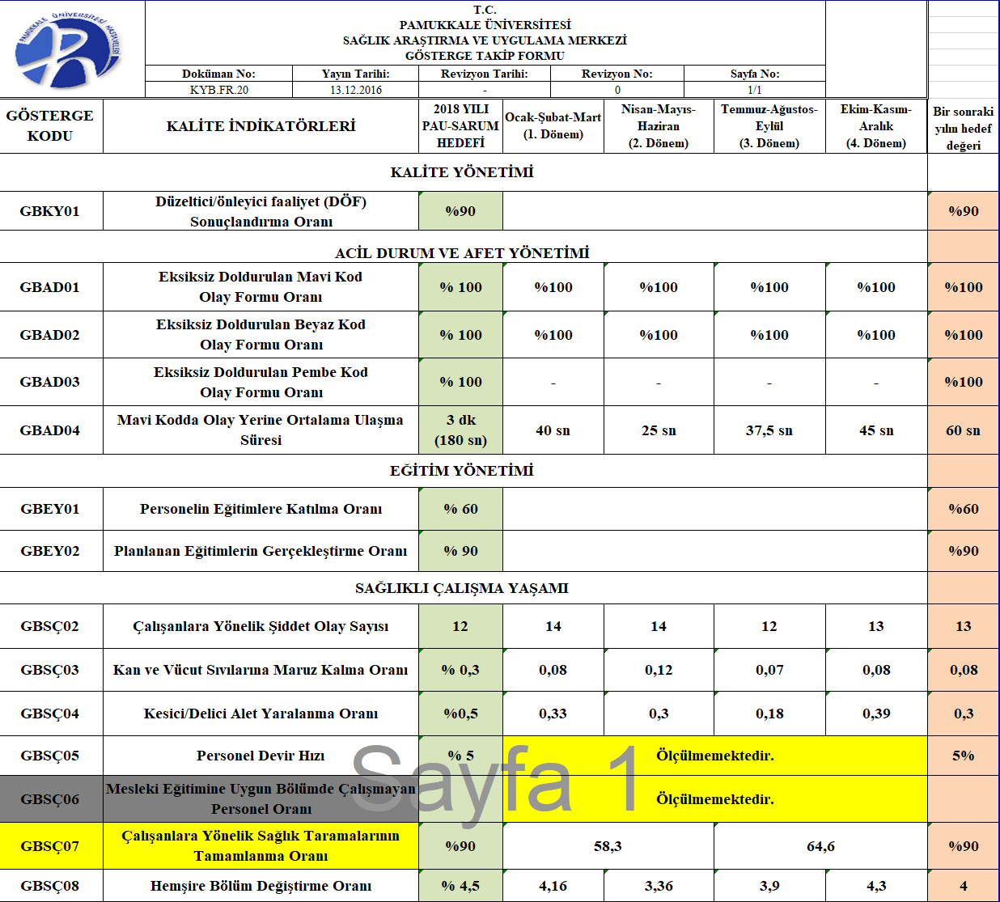 PAMUKKALE ÜNİVERSİTESİ HASTANELERİ
T.C.
PAMUKKALE ÜNİVERSİTESİ
SAĞLIK ARAŞTIRMA VE UYGULAMA MERKEZİ
GÖSTERGE TAKİP FORMU
Doküman No: Yayın Tarihi: Revizyon Tarihi: Revizyon No: Sayfa No:
KYB.FR.20 13.12.2016 - 0 1/1
GÖSTERGE
KODU
KALİTE İNDİKATÖRLERİ
2018 YILI
PAU-SARUM
HEDEFİ
Ocak-Şubat-Mart
(1. Dönem)
Nisan-Mayıs-
Haziran
(2. Dönem)
Temmuz-Ağustos-
Eylül
(3. Dönem)
Ekim-Kasım-
Aralık
(4. Dönem)
Bir sonraki
yılın hedef
değeri
KALİTE YÖNETİMİ
GBKY01
Düzeltici/önleyici faaliyet (DÖF)
Sonuçlandırma Oranı
%90 %90
ACİL DURUM VE AFET YÖNETİMİ
GBAD01
Eksiksiz Doldurulan Mavi Kod
Olay Formu Oranı
% 100 %100 %100 %100 %100 %100
GBAD02
Eksiksiz Doldurulan Beyaz Kod
Olay Formu Oranı
% 100 %100 %100 %100 %100 %100
GBAD03
Eksiksiz Doldurulan Pembe Kod
Olay Formu Oranı
% 100 - - - - %100
GBAD04
Mavi Kodda Olay Yerine Ortalama Ulaşma
Süresi
3 dk
(180 sn)
40 sn 25 sn 37,5 sn 45 sn 60 sn
EĞİTİM YÖNETİMİ
GBEY01 Personelin Eğitimlere Katılma Oranı % 60 %60
GBEY02 Planlanan Eğitimlerin Gerçekleştirme Oranı % 90 %90
SAĞLIKLI ÇALIŞMA YAŞAMI
GBSÇ02 Çalışanlara Yönelik Şiddet Olay Sayısı 12 14 14 12 13 13
GBSÇ03 Kan ve Vücut Sıvılarına Maruz Kalma Oranı % 0,3 0,08 0,12 0,07 0,08 0,08
GBSÇ04 Kesici/Delici Alet Yaralanma Oranı %0,5 0,33 0,3 0,18 0,39 0,3
GBSÇ05 Personel Devir Hızı % 5 Ölçülmemektedir. 5%
Sayfa 1
GBSÇ06
Mesleki Eğitimine Uygun Bölümde Çalışmayan
Personel Oranı
Ölçülmemektedir.
GBSÇ07
Çalışanlara Yönelik Sağlık Taramalarının
Tamamlanma Oranı
%90 58,3 64,6 %90
GBSÇ08 Hemşire Bölüm Değiştirme Oranı % 4,5 4,16 3,36 3,9 4,3 4